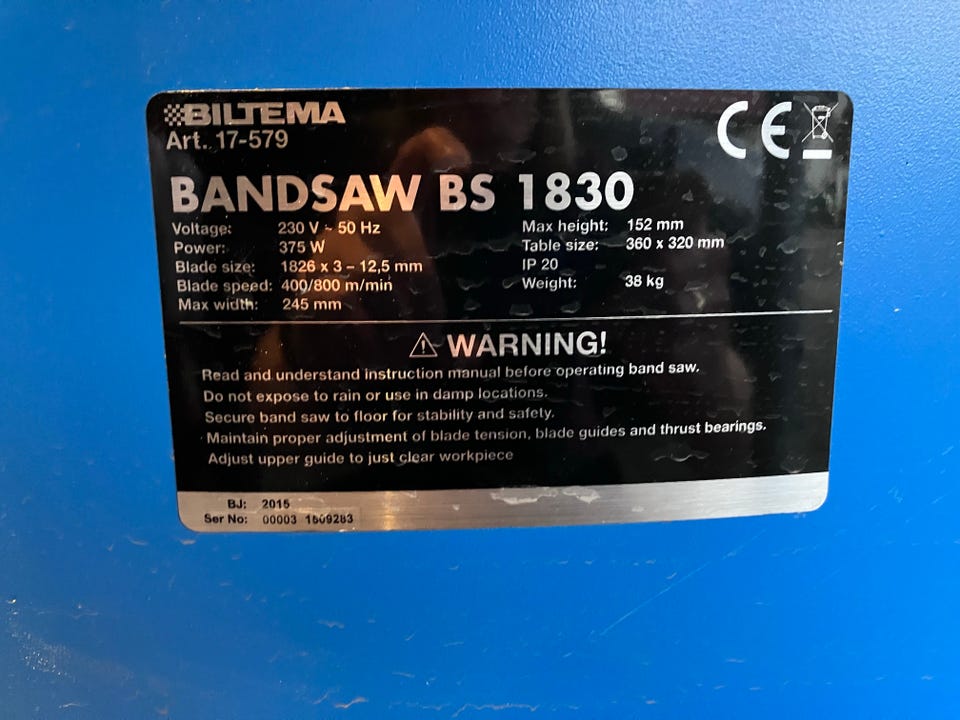 BILTEMA
Art. 17-579
BANDSAW BS 1830
Voltage: 230 V ~ 50 Hz
Power: 375 W
Blade size: 1826 x 3 – 12,5 mm
Blade speed: 400/800 m/min
Max width: 245 mm
Max height: 152 mm
Table size: 360 x 320 mm
IP 20
Weight: 38 kg
CE
WARNING!
Read and understand instruction manual before operating band saw.
Do not expose to rain or use in damp locations.
Secure band saw to floor for stability and safety.
Maintain proper adjustment of blade tension, blade guides and thrust bearings.
Adjust upper guide to just clear workpiece
BJ: 2015
Ser No: 00003 1509283